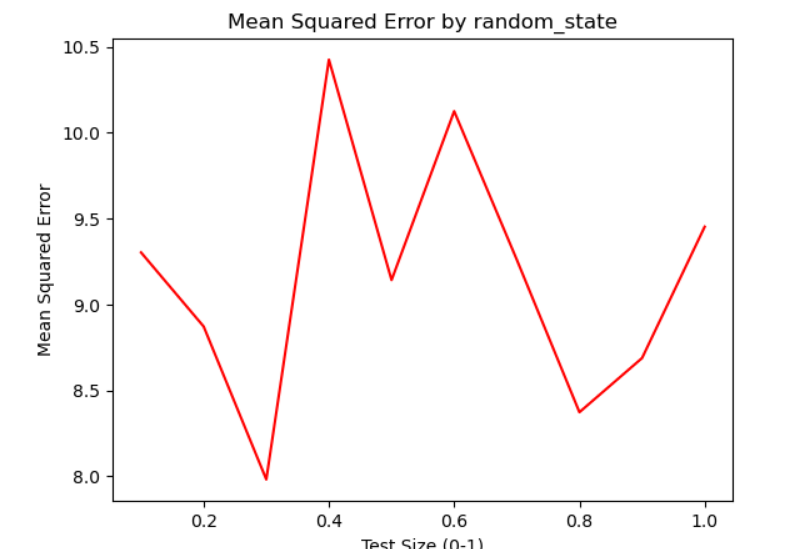 Mean Squared Error by random_state
10.5
10.0
9.5
9.0
8.5
8.0
Mean Squared Error
0.2 0.4 0.6 0.8 1.0
Test Size (0-1)